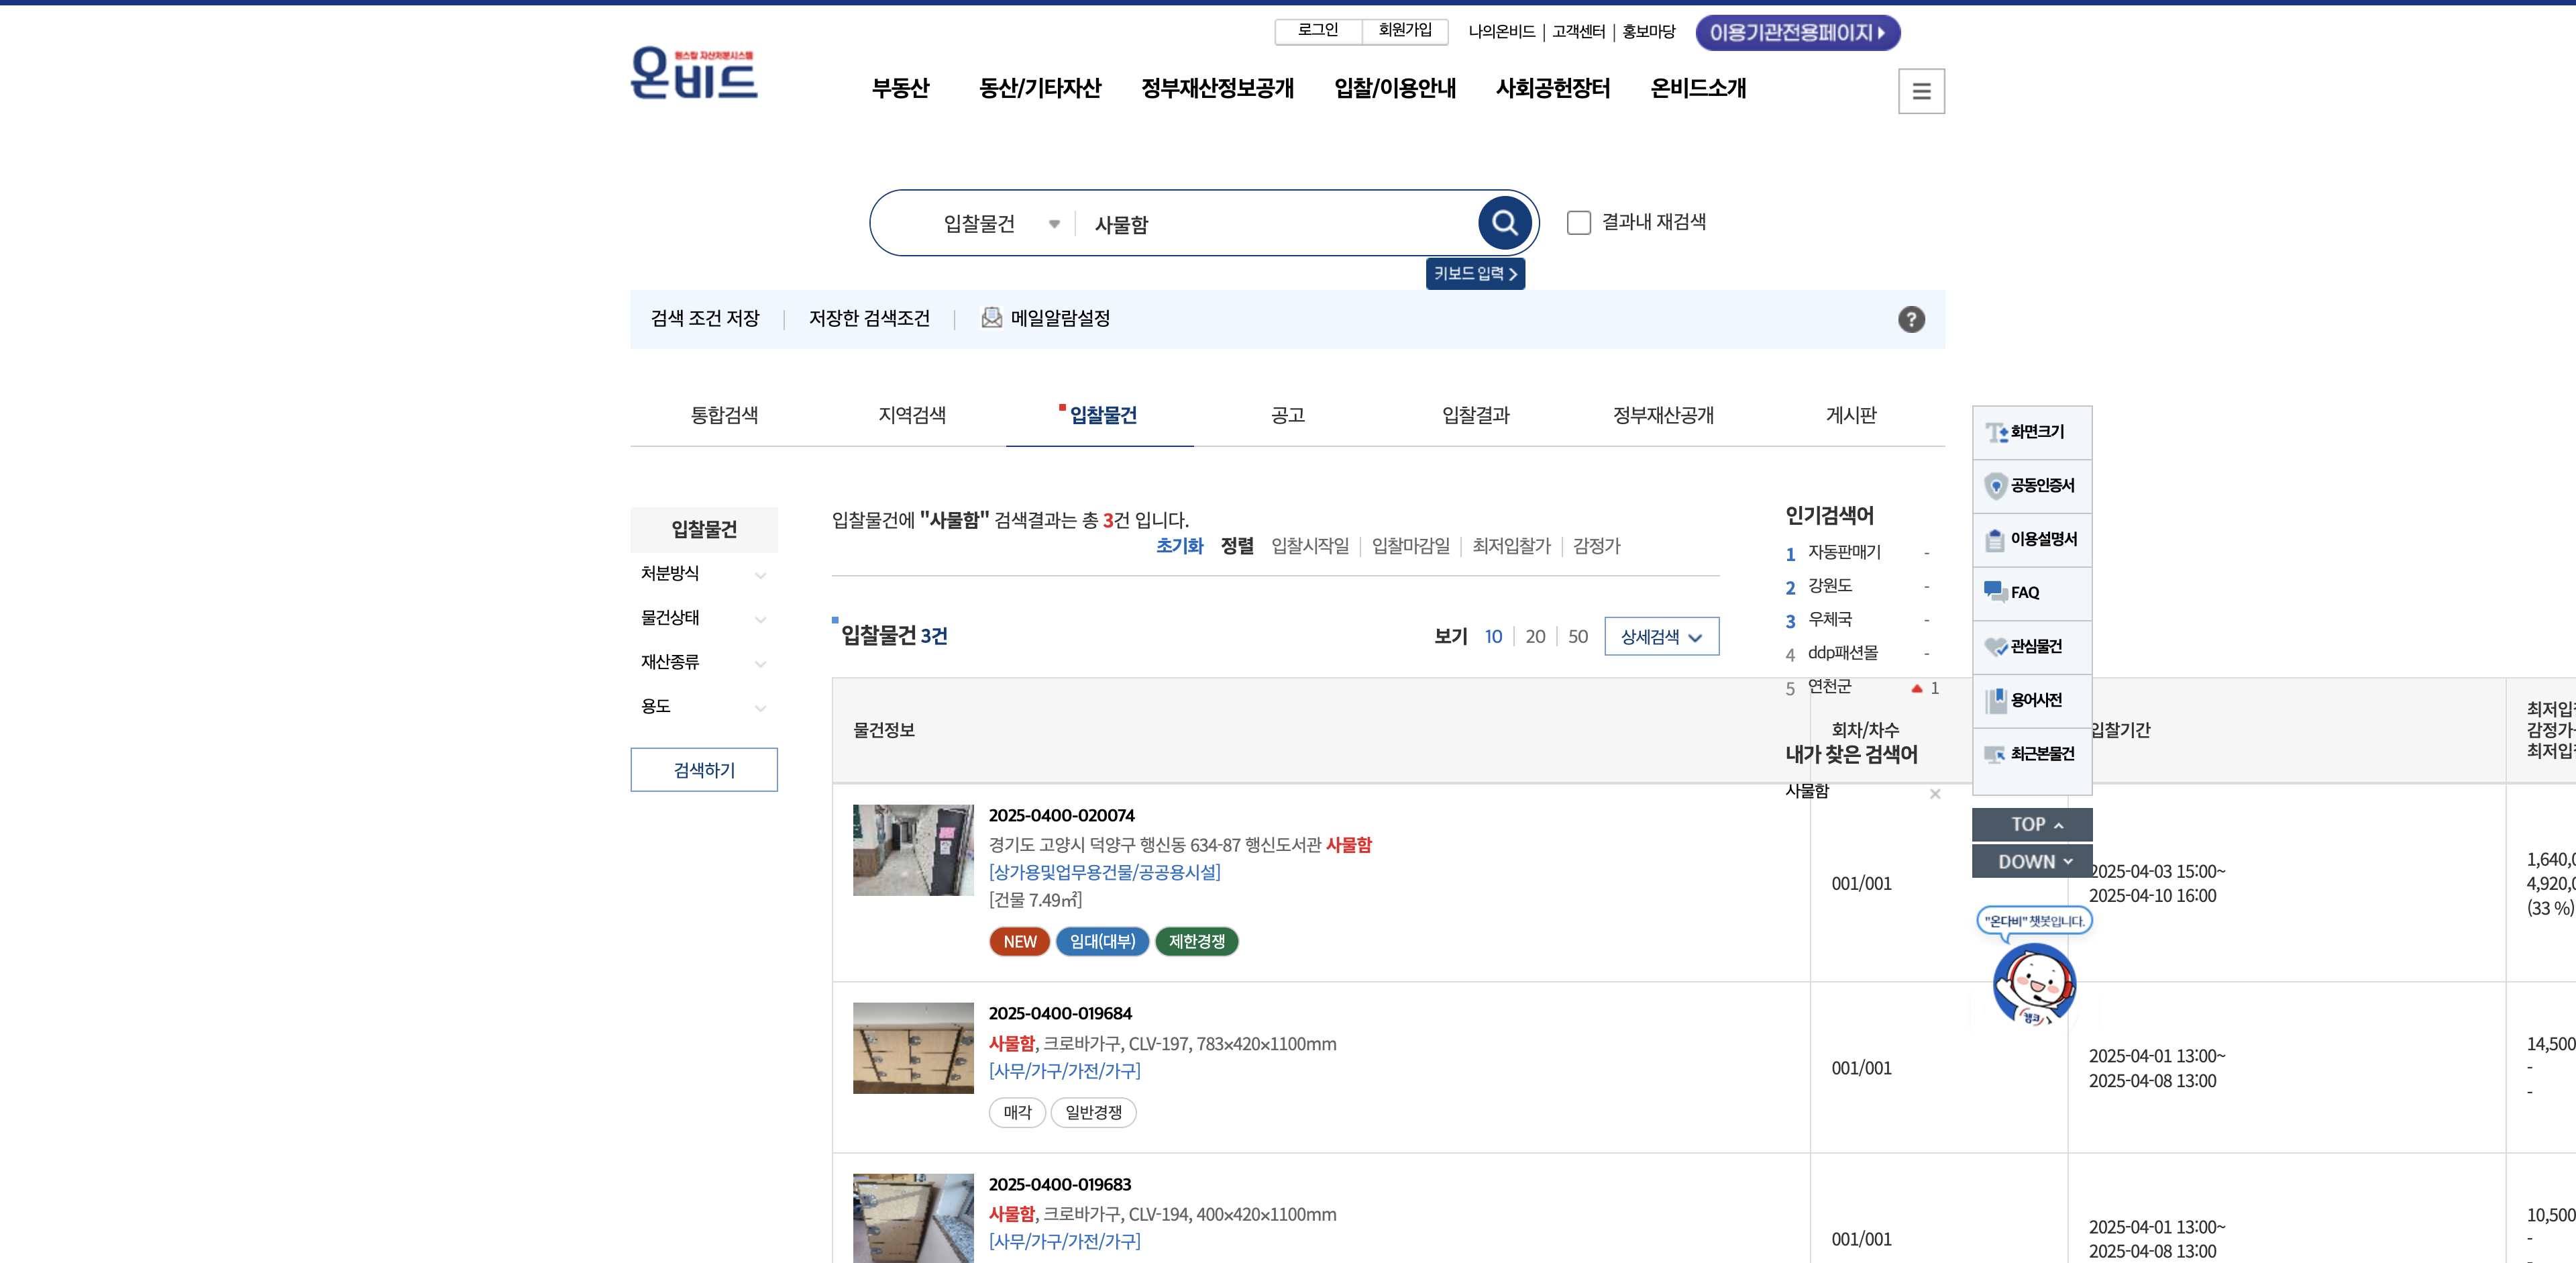 로그인 회원가입 나의온비드 고객센터 홍보마당 이용기관전용페이지
원스톱 자산처분시스템
온비드
부동산 동산/기타자산 정부재산정보공개 입찰/이용안내 사회공헌장터 온비드소개
입찰물건 사물함 결과내 재검색
키보드 입력
검색 조건 저장 저장한 검색조건 메일알람설정 ?
통합검색 지역검색 입찰물건 공고 입찰결과 정부재산공개 게시판
입찰물건
처분방식
물건상태
재산종류
용도
검색하기
입찰물건에 "사물함" 검색결과는 총 3건 입니다.
초기화 정렬 입찰시작일 입찰마감일 최저입찰가 감정가
입찰물건 3건
보기 10 20 50 상세검색
인기검색어
1 자동판매기 -
2 강원도 -
3 우체국 -
4 ddp패션몰 -
5 연천군 1
내가 찾은 검색어
사물함
화면크기
공동인증서
이용설명서
FAQ
관심물건
용어사전
최근본물건
TOP
DOWN
"온다비" 챗봇입니다.
캠코
물건정보 회차/차수 입찰기간
최저입
감정가
최저입
2025-0400-020074
경기도 고양시 덕양구 행신동 634-87 행신도서관 사물함
[상가용및업무용건물/공공용시설]
[건물 7.49㎡]
NEW 임대(대부) 제한경쟁
001/001
2025-04-03 15:00~
2025-04-10 16:00
1,640,0
4,920,0
(33 %)
2025-0400-019684
사물함, 크로바가구, CLV-197, 783×420×1100mm
[사무/가구/가전/가구]
매각 일반경쟁
001/001
2025-04-01 13:00~
2025-04-08 13:00
14,500
-
-
2025-0400-019683
사물함, 크로바가구, CLV-194, 400×420×1100mm
[사무/가구/가전/가구]
001/001
2025-04-01 13:00~
2025-04-08 13:00
10,500
-